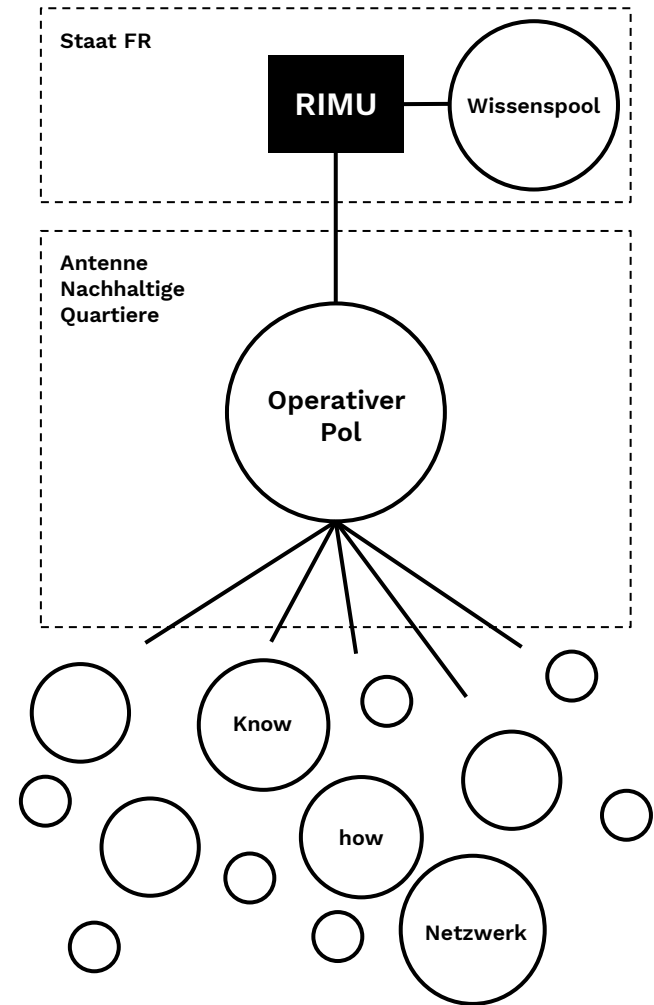 Staat FR
RIMU
Wissenspool
Antenne
Nachhaltige
Quartiere
Operativer
Pol
Know
how
Netzwerk